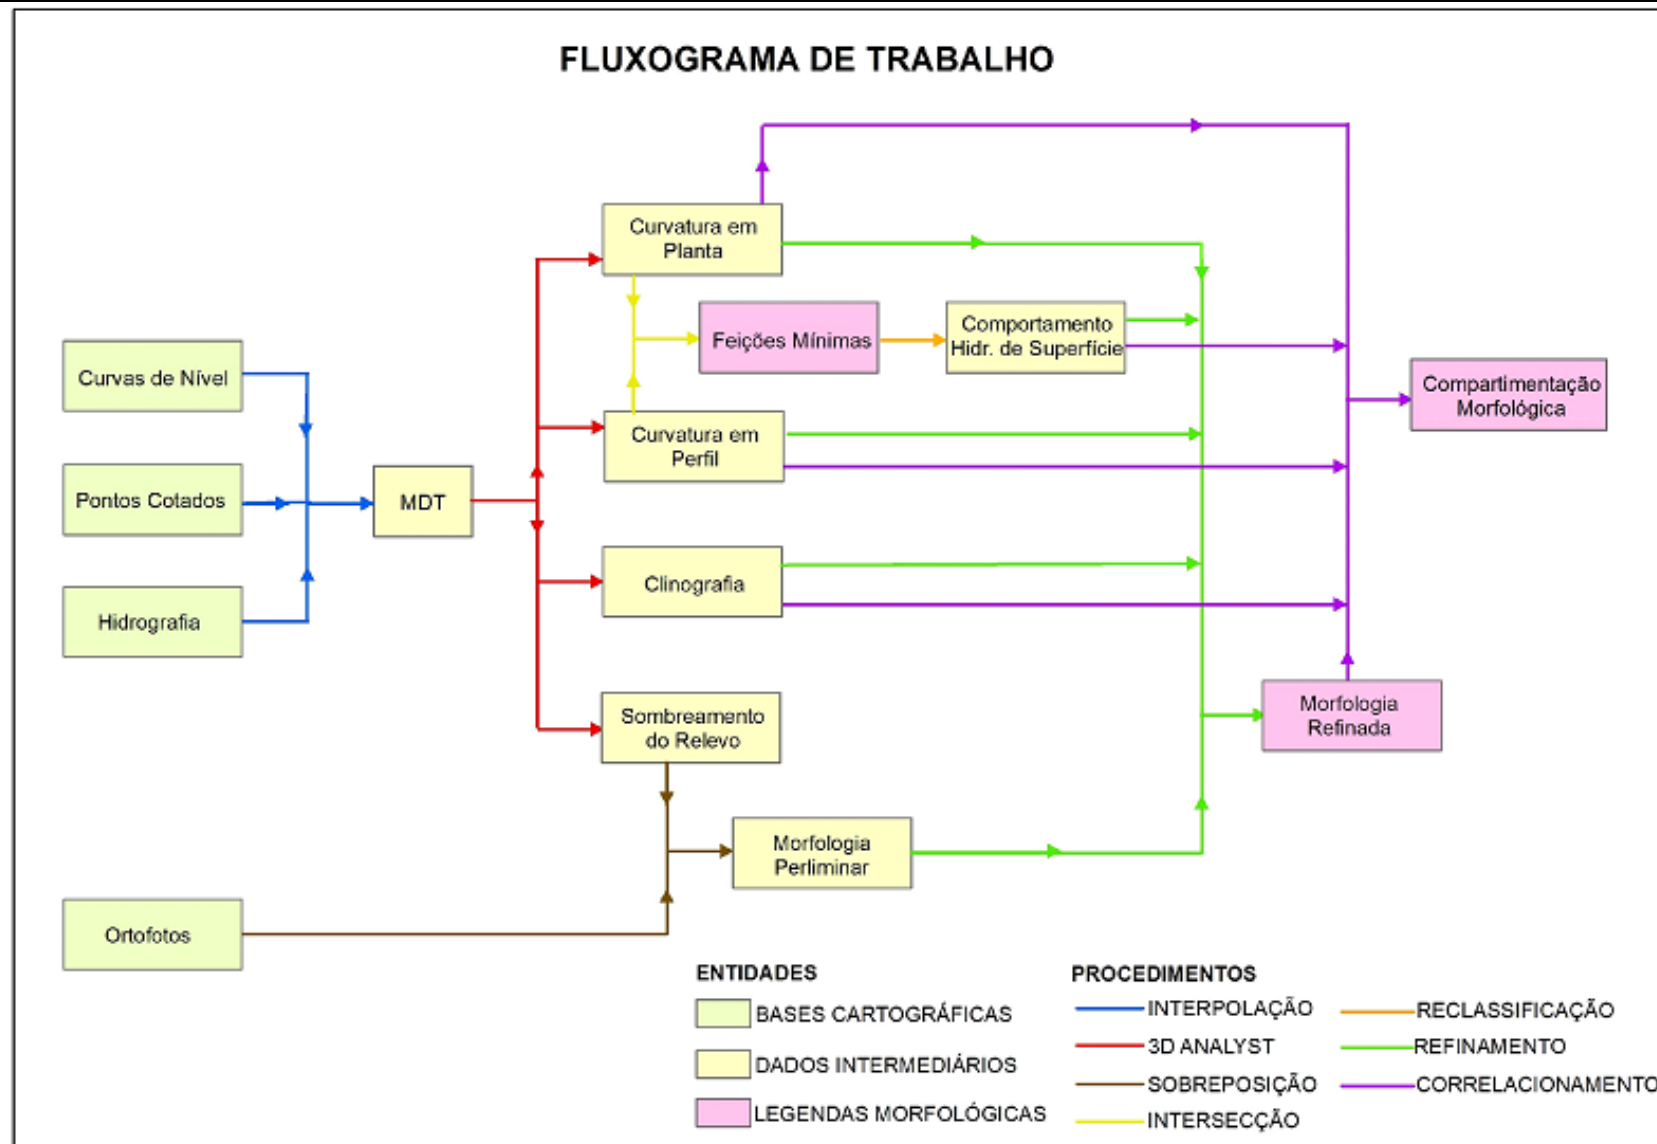 FLUXOGRAMA DE TRABALHO
Curvatura em
Planta
Feições Mínimas
Comportamento
Hidr. de Superfície
Curvas de Nível
Compartimentação
Morfológica
Curvatura em
Perfil
Pontos Cotados
MDT
Clinografia
Hidrografia
Sombreamento
do Relevo
Morfologia
Refinada
Morfologia
Perliminar
Ortofotos
ENTIDADES
BASES CARTOGRÁFICAS
DADOS INTERMEDIÁRIOS
LEGENDAS MORFOLÓGICAS
PROCEDIMENTOS
INTERPOLAÇÃO
3D ANALYST
SOBREPOSIÇÃO
INTERSECÇÃO
RECLASSIFICAÇÃO
REFINAMENTO
CORRELACIONAMENTO